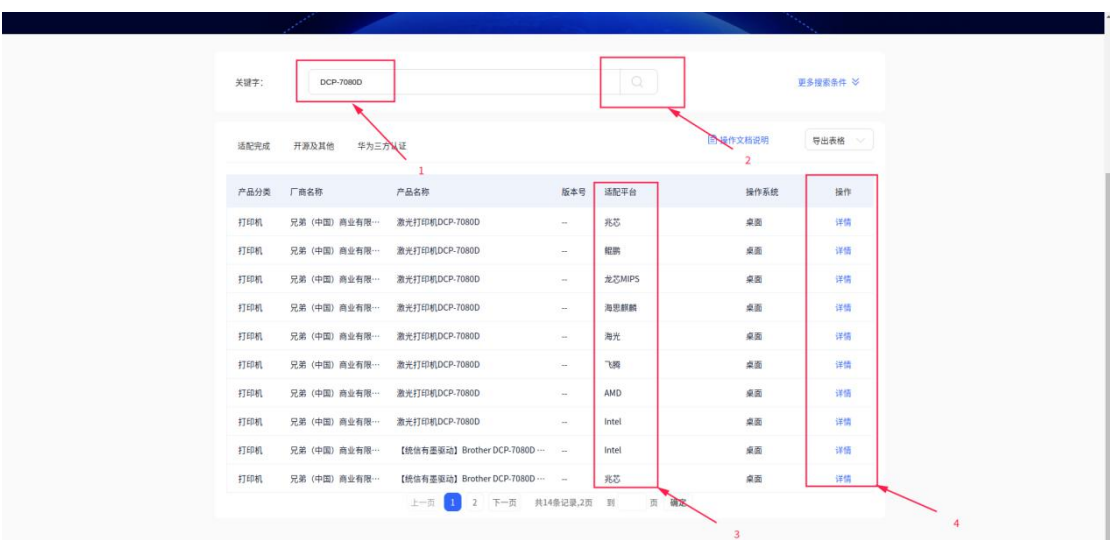 关键字： DCP-7080D 更多搜索条件
适配完成 开源及其他 华为三方认证 操作文档说明 导出表格
1 2
产品分类 厂商名称 产品名称 版本号 适配平台 操作系统 操作
打印机 兄弟（中国）商业有限… 激光打印机DCP-7080D -- 兆芯 桌面 详情
打印机 兄弟（中国）商业有限… 激光打印机DCP-7080D -- 鲲鹏 桌面 详情
打印机 兄弟（中国）商业有限… 激光打印机DCP-7080D -- 龙芯MIPS 桌面 详情
打印机 兄弟（中国）商业有限… 激光打印机DCP-7080D -- 海思麒麟 桌面 详情
打印机 兄弟（中国）商业有限… 激光打印机DCP-7080D -- 海光 桌面 详情
打印机 兄弟（中国）商业有限… 激光打印机DCP-7080D -- 飞腾 桌面 详情
打印机 兄弟（中国）商业有限… 激光打印机DCP-7080D -- AMD 桌面 详情
打印机 兄弟（中国）商业有限… 激光打印机DCP-7080D -- Intel 桌面 详情
打印机 兄弟（中国）商业有限… 【统信有墨驱动】Brother DCP-7080D … -- Intel 桌面 详情
打印机 兄弟（中国）商业有限… 【统信有墨驱动】Brother DCP-7080D … -- 兆芯 桌面 详情
上一页 1 2 下一页 共14条记录,2页 到 页 确定
3 4